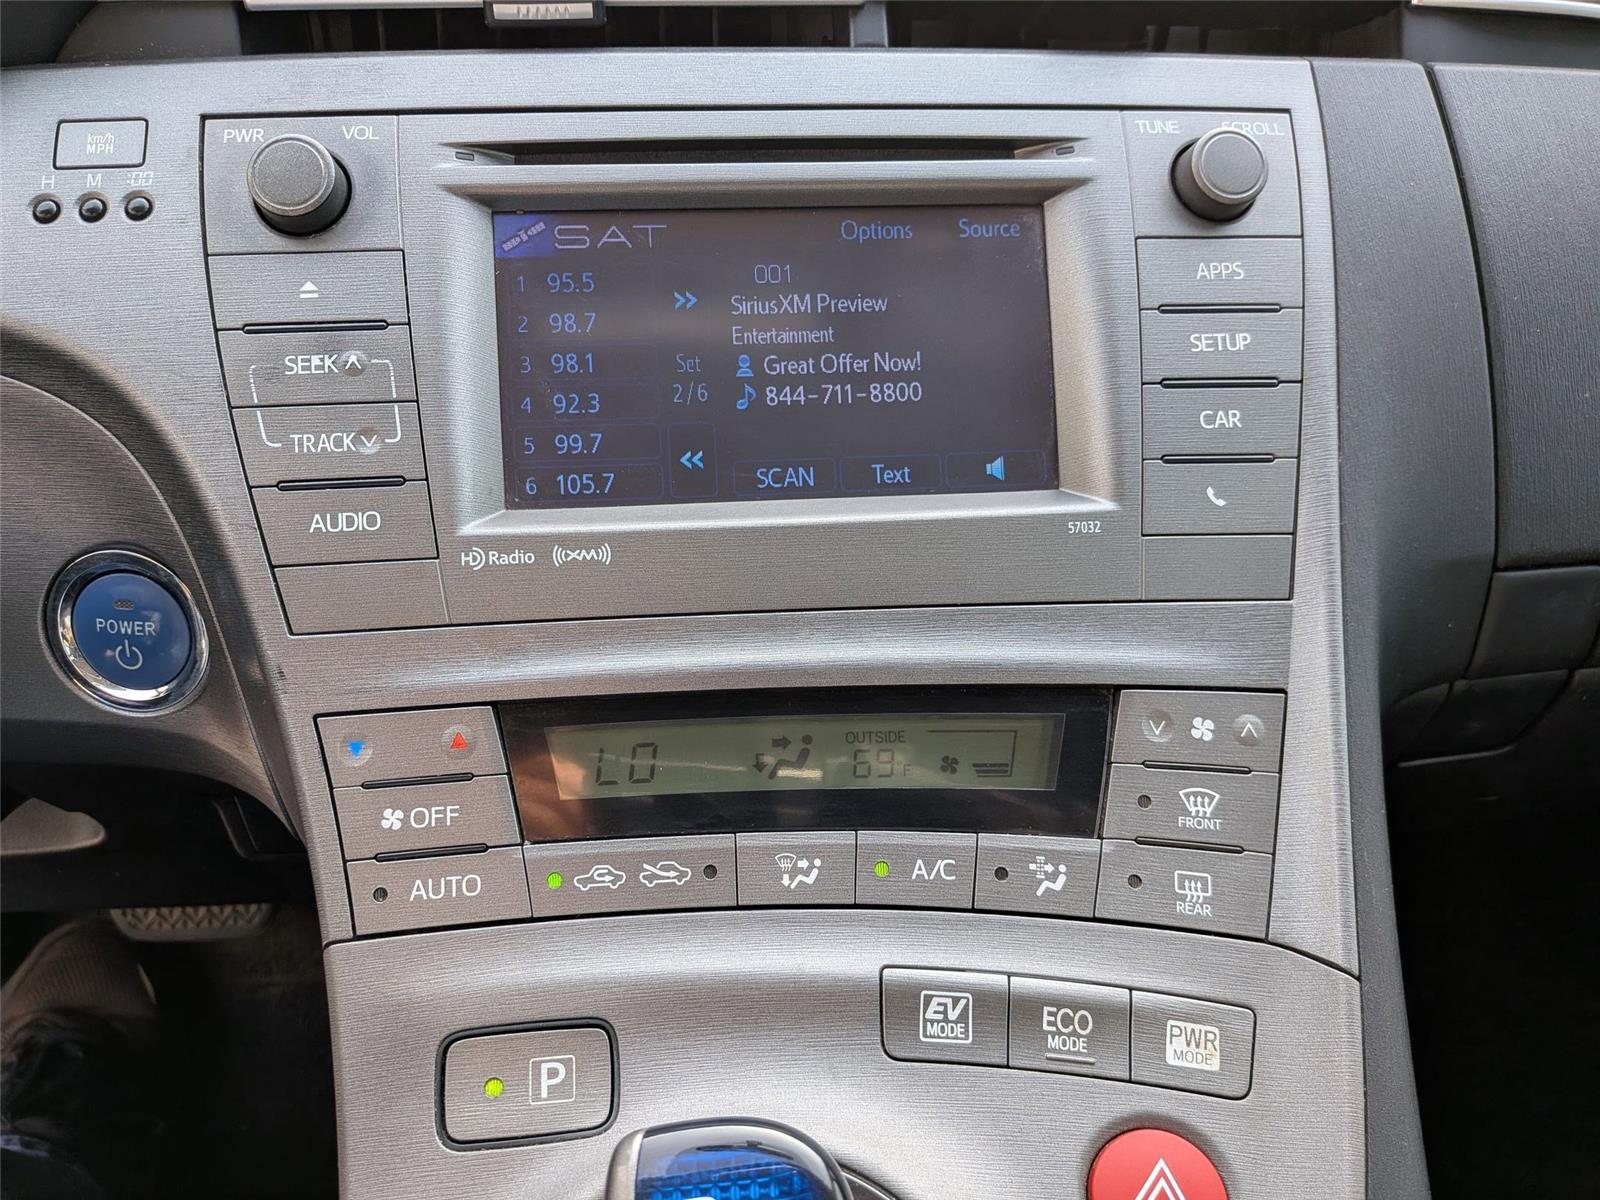 km/h
MPH
H M :00
PWR VOL
TUNE SCROLL
SAT
Options Source
1 95.5
2 98.7
3 98.1
4 92.3
5 99.7
6 105.7
Set
2/6
001
SiriusXM Preview
Entertainment
Great Offer Now!
844-711-8800
SCAN Text
SEEK
TRACK
AUDIO
APPS
SETUP
CAR
57032
HD Radio ((XM))
POWER
LO
OUTSIDE
69°F
OFF
AUTO
A/C
FRONT
REAR
EV
MODE
ECO
MODE
PWR
MODE
P